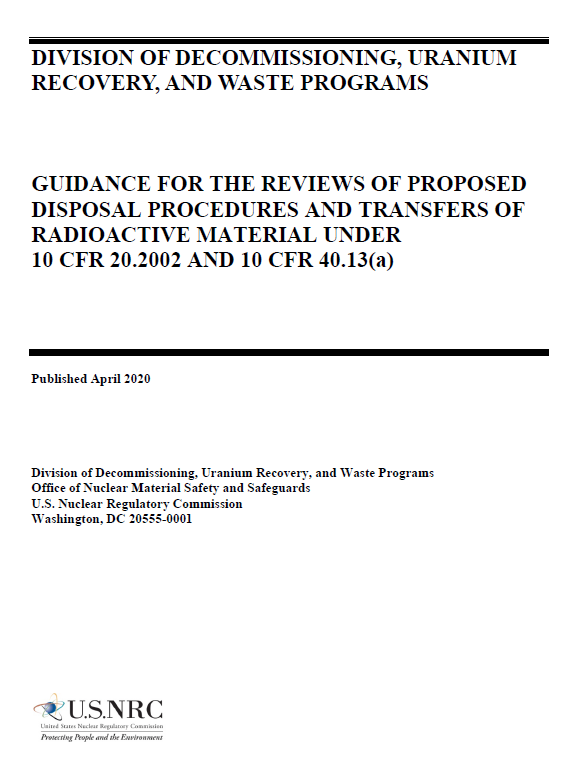 DIVISION OF DECOMMISSIONING, URANIUM
RECOVERY, AND WASTE PROGRAMS
GUIDANCE FOR THE REVIEWS OF PROPOSED
DISPOSAL PROCEDURES AND TRANSFERS OF
RADIOACTIVE MATERIAL UNDER
10 CFR 20.2002 AND 10 CFR 40.13(a)
Published April 2020
Division of Decommissioning, Uranium Recovery, and Waste Programs
Office of Nuclear Material Safety and Safeguards
U.S. Nuclear Regulatory Commission
Washington, DC 20555-0001
U.S.NRC
United States Nuclear Regulatory Commission
Protecting People and the Environment